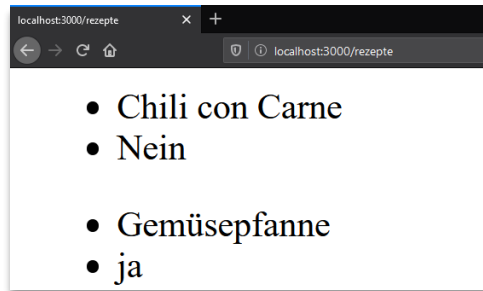 localhost:3000/rezepte
localhost:3000/rezepte
Chili con Carne
Nein
Gemüsepfanne
ja